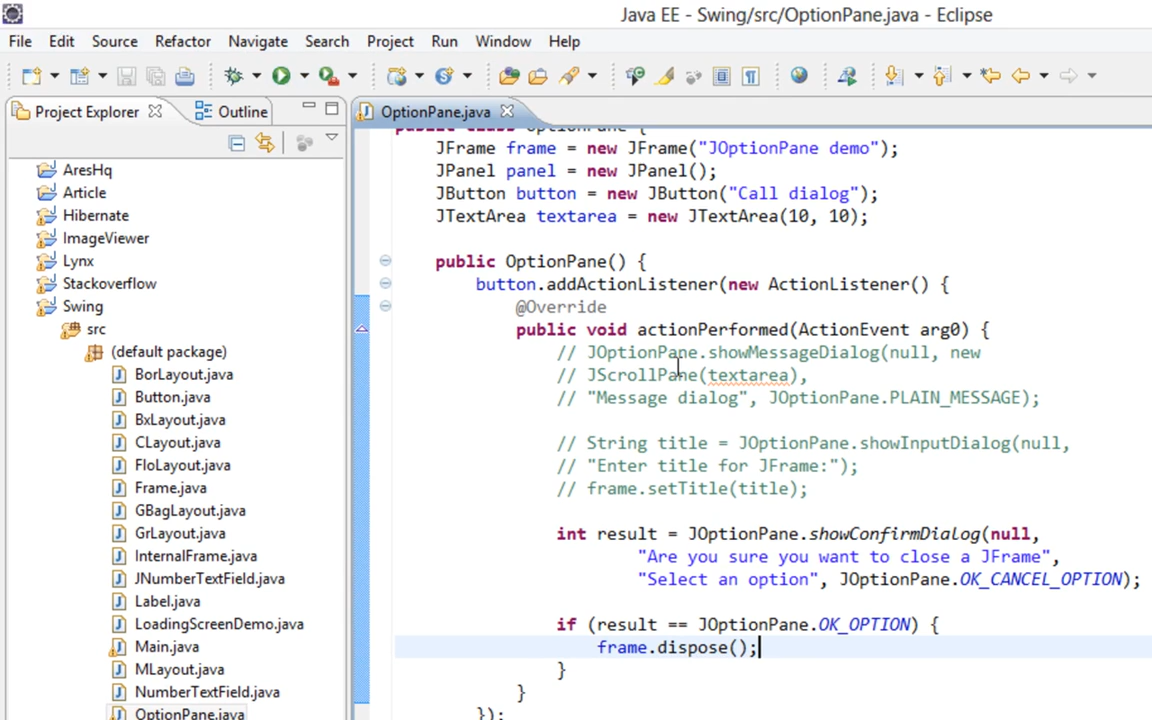 Java EE - Swing/src/OptionPane.java - Eclipse
File Edit Source Refactor Navigate Search Project Run Window Help
Project Explorer Outline
OptionPane.java
AresHq
Article
Hibernate
ImageViewer
Lynx
Stackoverflow
Swing
src
(default package)
BorLayout.java
Button.java
BxLayout.java
CLayout.java
FloLayout.java
Frame.java
GBagLayout.java
GrLayout.java
InternalFrame.java
JNumberTextField.java
Label.java
LoadingScreenDemo.java
Main.java
MLayout.java
NumberTextField.java
OptionPane.java
public class OptionPane {
JFrame frame = new JFrame("JOptionPane demo");
JPanel panel = new JPanel();
JButton button = new JButton("Call dialog");
JTextArea textarea = new JTextArea(10, 10);
public OptionPane() {
button.addActionListener(new ActionListener() {
@Override
public void actionPerformed(ActionEvent arg0) {
// JOptionPane.showMessageDialog(null, new
// JScrollPane(textarea),
// "Message dialog", JOptionPane.PLAIN_MESSAGE);
// String title = JOptionPane.showInputDialog(null,
// "Enter title for JFrame:");
// frame.setTitle(title);
int result = JOptionPane.showConfirmDialog(null,
"Are you sure you want to close a JFrame",
"Select an option", JOptionPane.OK_CANCEL_OPTION);
if (result == JOptionPane.OK_OPTION) {
frame.dispose();
}
}
});